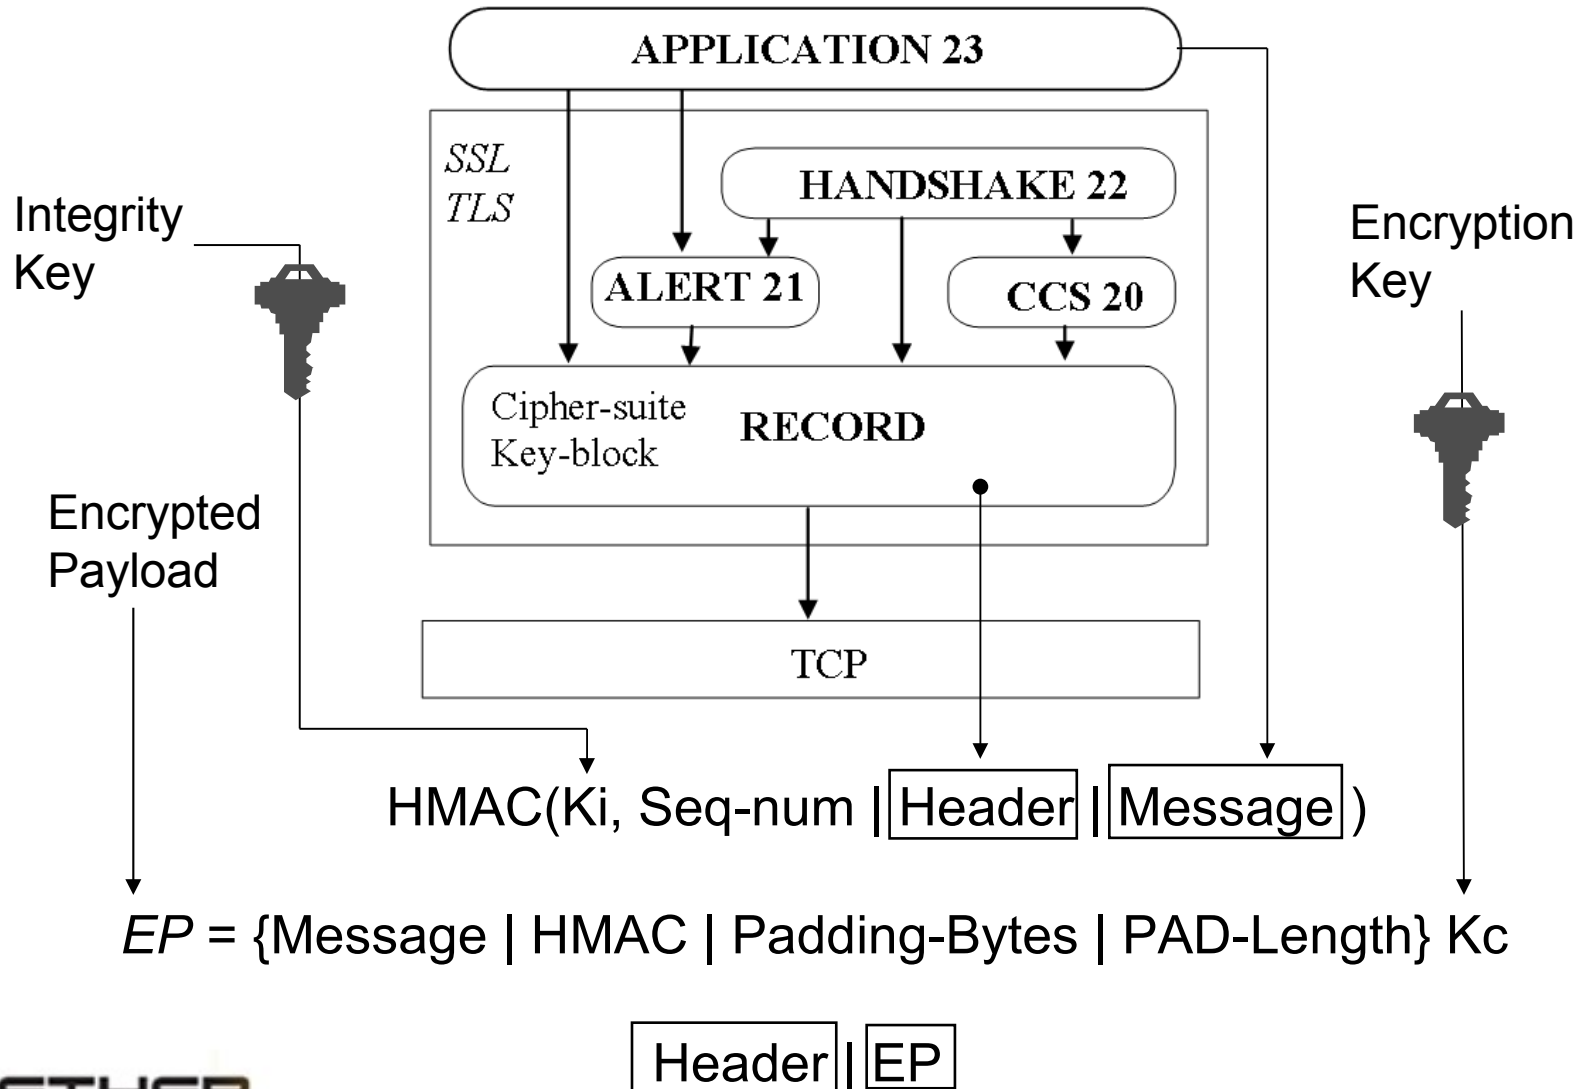 APPLICATION 23
SSL
TLS
HANDSHAKE 22
Integrity
Key
Encryption
Key
ALERT 21
CCS 20
Cipher-suite
Key-block
RECORD
Encrypted
Payload
TCP
HMAC(Ki, Seq-num | Header | Message )
EP = {Message | HMAC | Padding-Bytes | PAD-Length} Kc
Header | EP